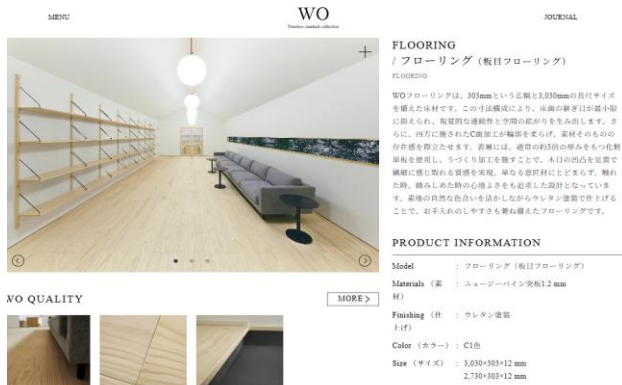 MENU
WO
Timeless standard collection
JOURNAL
FLOORING
/ フローリング（板目フローリング）
FLOORING
WOフローリングは、303mmという広幅と3,030mmの長尺サイズ
を備えた床材です。この寸法構成により、床面の継ぎ目が最小限
に抑えられ、視覚的な連続性と空間の拡がりを生み出します。さ
らに、四方に施されたC面加工が輪郭を柔らげ、素材そのものの
存在感を際立たせます。表層には、通常の約5倍の厚みをもつ化粧
単板を使用し、うづくり加工を施すことで、木目の凹凸を足裏で
繊細に感じ取れる質感を実現。単なる意匠材にとどまらず、触れ
た時、踏みしめた時の心地よさをも追求した設計となっていま
す。素地の自然な色合いを活かしながらウレタン塗装で仕上げる
ことで、お手入れのしやすさも兼ね備えたフローリングです。
PRODUCT INFORMATION
Model : フローリング（板目フローリング）
Materials （素材） : ニュージーパイン突板1.2 mm
Finishing （仕上げ） : ウレタン塗装
Color （カラー） : C1色
Size （サイズ） : 3,030×303×12 mm
2,730×303×12 mm
WO QUALITY
MORE >